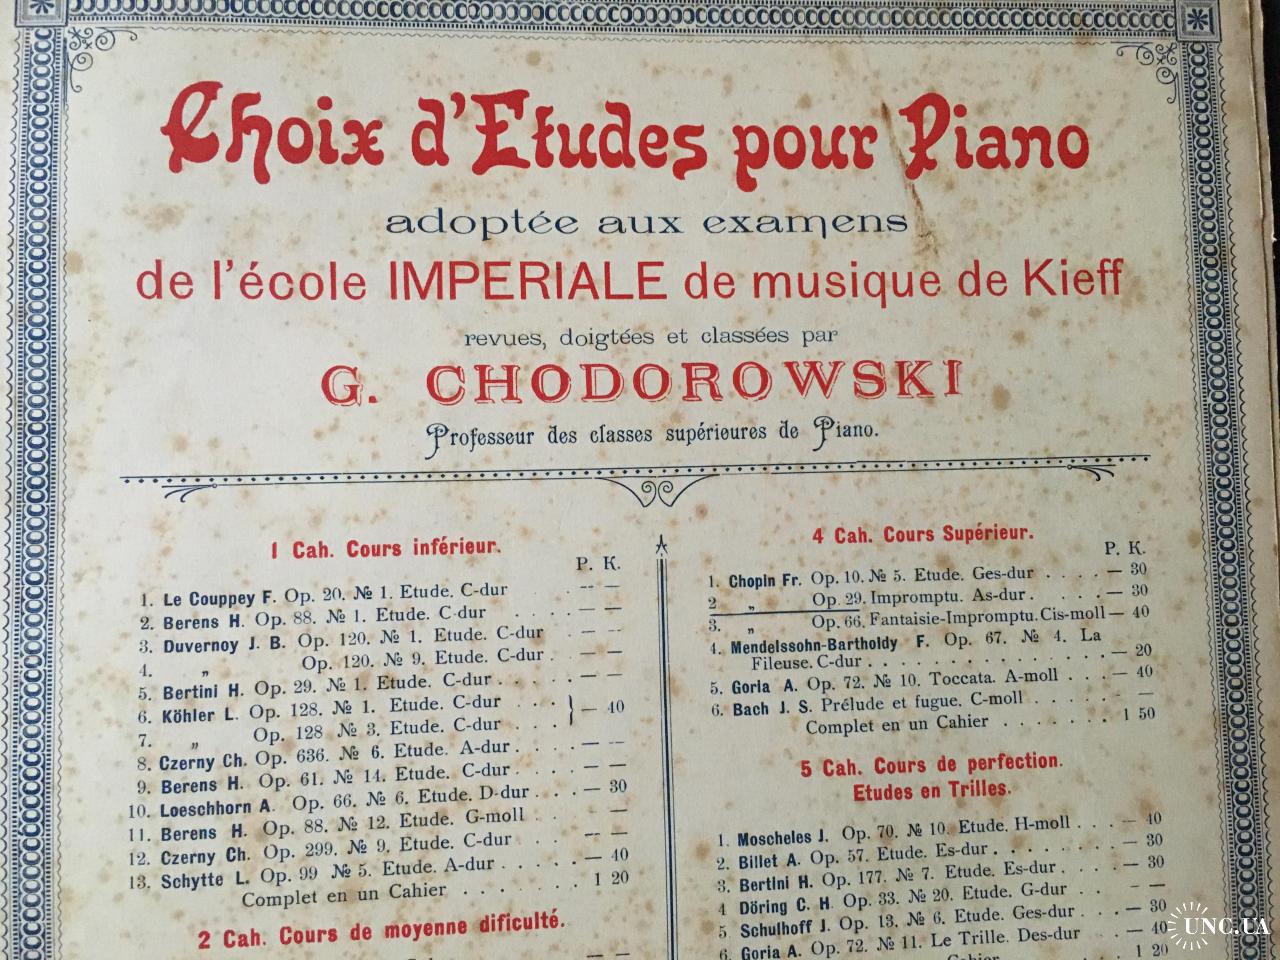 Choix d'Etudes pour Piano
adoptée aux examens
de l'école IMPERIALE de musique de Kieff
revues, doigtées et classées par
G. CHODOROWSKI
Professeur des classes supérieures de Piano.
1 Cah. Cours inférieur.
P. K.
1. Le Couppey F. Op. 20. № 1. Etude. C-dur . — —
2. Berens H. Op. 88. № 1. Etude. C-dur . . . . — —
3. Duvernoy J. B. Op. 120. № 1. Etude. C-dur . — —
4. „ Op. 120. № 9. Etude. C-dur . — —
5. Bertini H. Op. 29. № 1. Etude. C-dur . . . . . — —
6. Köhler L. Op. 128. № 1. Etude. C-dur . . . . } — 40
7. „ Op. 128 № 3. Etude. C-dur . . . .
8. Czerny Ch. Op. 636. № 6. Etude. A-dur . . . . — —
9. Berens H. Op. 61. № 14. Etude. C-dur . . . . . — —
10. Loeschhorn A. Op. 66. № 6. Etude. D-dur . . . — 30
11. Berens H. Op. 88. № 12. Etude. G-moll . . —
12. Czerny Ch. Op. 299. № 9. Etude. C-dur . . . . — —
13. Schytte L. Op. 99 № 5. Etude. A-dur . . . . . — 40
Complet en un Cahier . . . . . . . . 1 20
2 Cah. Cours de moyenne dificulté.
4 Cah. Cours Supérieur.
P. K.
1. Chopin Fr. Op. 10. № 5. Etude. Ges-dur . . . . — 30
2 „ Op. 29. Impromptu. As-dur . . . . — 30
3. „ Op. 66. Fantaisie-Impromptu. Cis-moll — 40
4. Mendelssohn-Bartholdy F. Op. 67. № 4. La
Fileuse. C-dur . . . . . . . . . . . . . — 20
5. Goria A. Op. 72. № 10. Toccata. A-moll . . . — 40
6. Bach J. S. Prélude et fugue. C-moll . . . . — —
Complet en un Cahier . . . . . . . 1 50
5 Cah. Cours de perfection.
Etudes en Trilles.
1. Moscheles J. Op. 70. № 10. Etude. H-moll . . . — 40
2. Billet A. Op. 57. Etude. Es-dur . . . . . . . . — 30
3. Bertini H. Op. 177. № 7. Etude. Es-dur . . . . — 30
4 Döring C. H Op. 33. № 20. Etude. G-dur . . — —
5. Schulhoff J. Op. 13. № 6. Etude. Ges-dur . . . — 30
6. Goria A. Op. 72. № 11. Le Trille. Des-dur . . . — 40
Cahier 1 20
UNC.UA